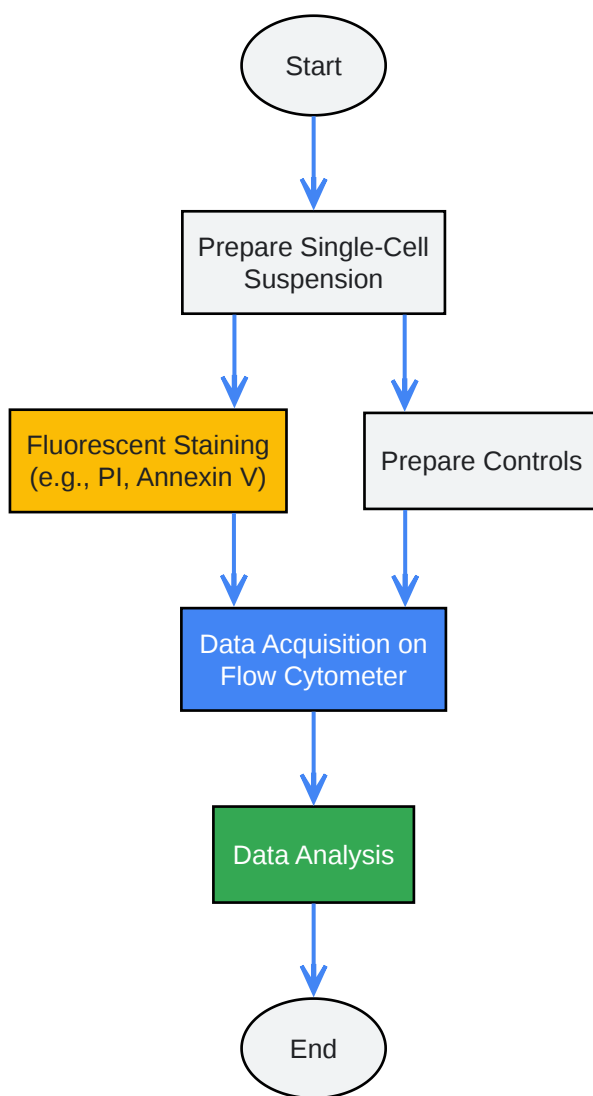 Start
Prepare Single-Cell
Suspension
Fluorescent Staining
(e.g., PI, Annexin V)
Prepare Controls
Data Acquisition on
Flow Cytometer
Data Analysis
End